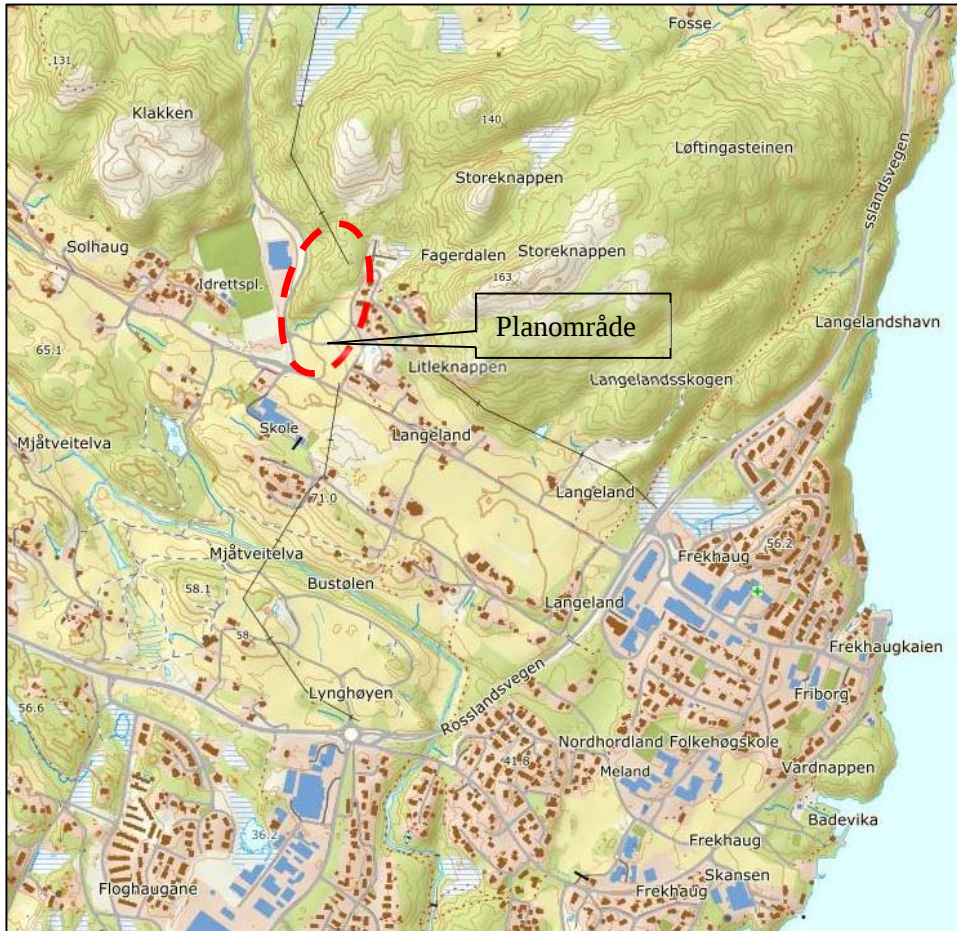 Fosse
131
Klakken
140
Løftingasteinen
Storeknappen
sslandsvegen
Solhaug
Fagerdalen
Storeknappen
Idrettspl.
163
Planområde
Langelandshavn
65.1
Litleknappen
Langelandsskogen
Skole
Langeland
Mjåtveitelva
Langeland
71.0
Frekhaug
56.2
Mjåtveitelva
Bustølen
58.1
Langeland
58
Frekhaugkaien
Lynghøyen
Rosslandsvegen
Friborg
56.6
Nordhordland Folkehøgskole
41.8
Meland
Vardnappen
Badevika
36.2
Frekhaug
Skansen
Floghaugane
Frekhaug